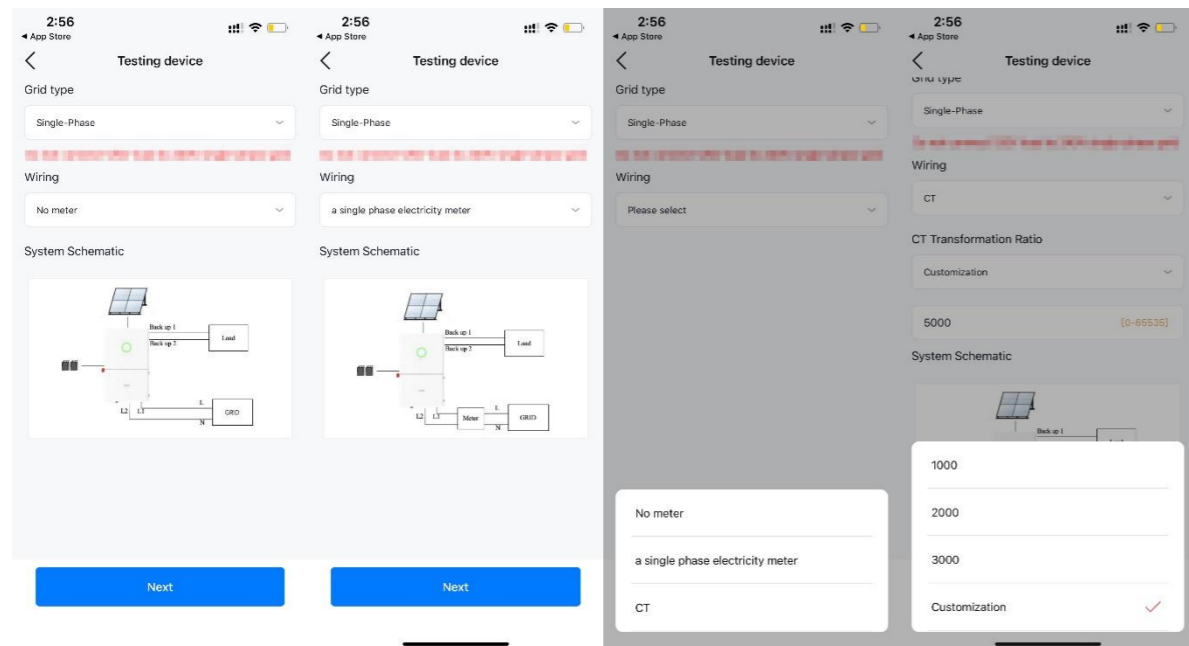 2:56
◄ App Store
Testing device
Grid type
Single-Phase
Wiring
No meter
System Schematic
Back up 1
Back up 2
Load
L2 L1
L
N
GRID
Next
2:56
◄ App Store
Testing device
Grid type
Single-Phase
Wiring
a single phase electricity meter
System Schematic
Back up 1
Back up 2
Load
L2 L1
Meter
L
N
GRID
Next
2:56
◄ App Store
Testing device
Grid type
Single-Phase
Wiring
Please select
No meter
a single phase electricity meter
CT
2:56
◄ App Store
Testing device
Grid type
Single-Phase
Wiring
CT
CT Transformation Ratio
Customization
5000 [0-65535]
System Schematic
Back up 1
1000
2000
3000
Customization